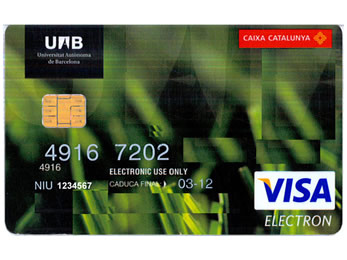 UAB
Universitat Autònoma
de Barcelona
CAIXA CATALUNYA
4916 7202
4916
ELECTRONIC USE ONLY
NIU 1234567
CADUCA FINAL 03-12
VISA
ELECTRON